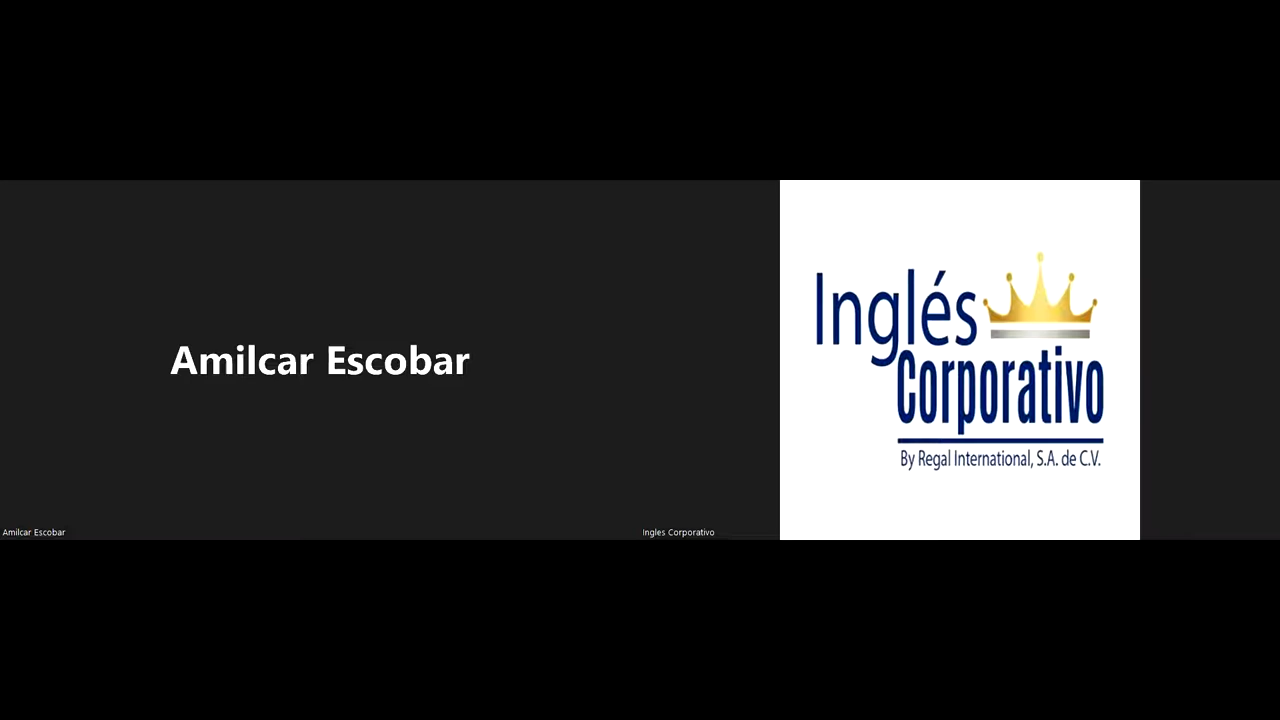 Amilcar Escobar
Amilcar Escobar
Inglés
Corporativo
By Regal International, S.A. de C.V.
Ingles Corporativo